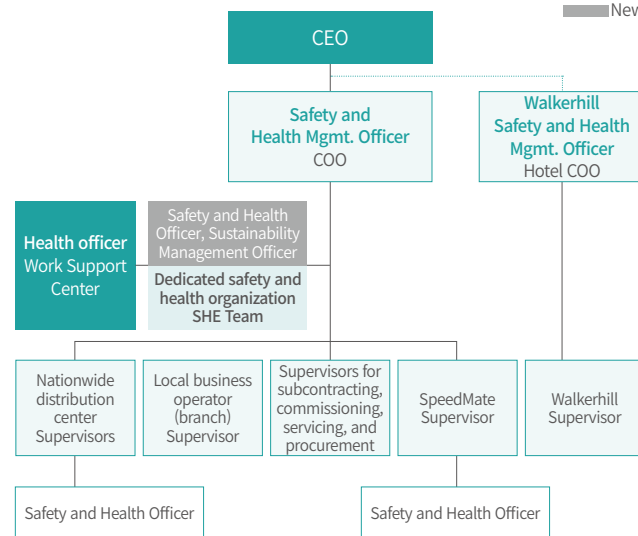 New
CEO
Safety and
Health Mgmt. Officer
COO
Walkerhill
Safety and Health
Mgmt. Officer
Hotel COO
Health officer
Work Support
Center
Safety and Health
Officer, Sustainability
Management Officer
Dedicated safety and
health organization
SHE Team
Nationwide
distribution
center
Supervisors
Local business
operator
(branch)
Supervisor
Supervisors for
subcontracting,
commissioning,
servicing, and
procurement
SpeedMate
Supervisor
Walkerhill
Supervisor
Safety and Health Officer
Safety and Health Officer